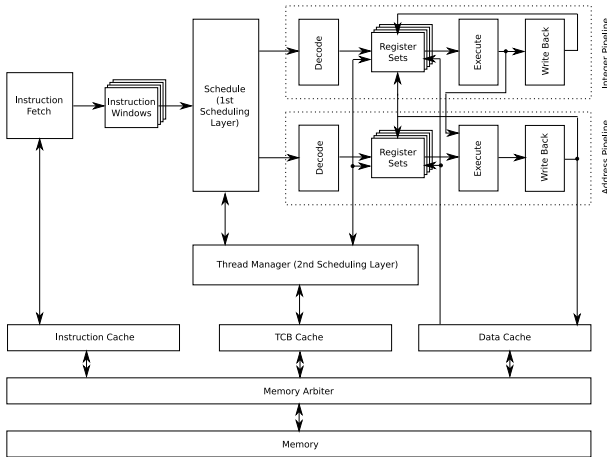 Instruction
Fetch
Instruction
Windows
Schedule
(1st
Scheduling
Layer)
Decode
Register
Sets
Execute
Write Back
Integer Pipeline
Decode
Register
Sets
Execute
Write Back
Address Pipeline
Thread Manager (2nd Scheduling Layer)
Instruction Cache
TCB Cache
Data Cache
Memory Arbiter
Memory